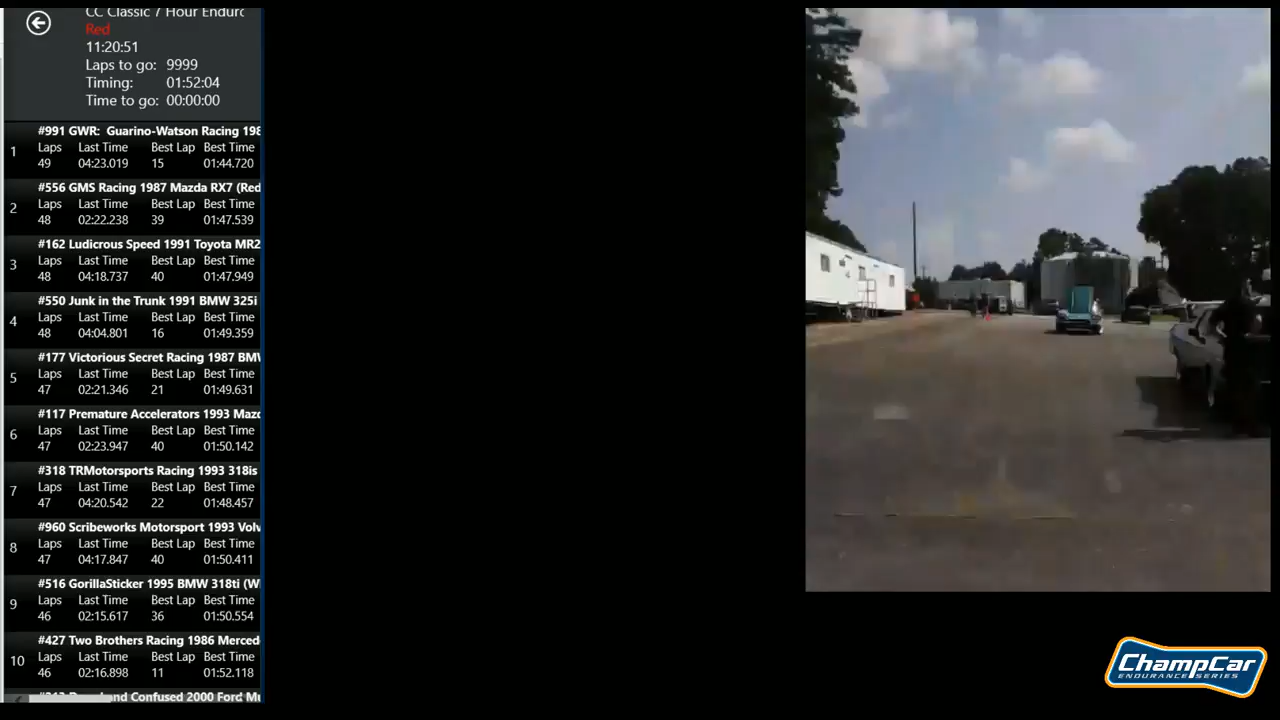 CC Classic 7 Hour Endurc
Red
11:20:51
Laps to go: 9999
Timing: 01:52:04
Time to go: 00:00:00
1
#991 GWR: Guarino-Watson Racing 198
Laps Last Time Best Lap Best Time
49 04:23.019 15 01:44.720
2
#556 GMS Racing 1987 Mazda RX7 (Red
Laps Last Time Best Lap Best Time
48 02:22.238 39 01:47.539
3
#162 Ludicrous Speed 1991 Toyota MR2
Laps Last Time Best Lap Best Time
48 04:18.737 40 01:47.949
4
#550 Junk in the Trunk 1991 BMW 325i
Laps Last Time Best Lap Best Time
48 04:04.801 16 01:49.359
5
#177 Victorious Secret Racing 1987 BMW
Laps Last Time Best Lap Best Time
47 02:21.346 21 01:49.631
6
#117 Premature Accelerators 1993 Mazd
Laps Last Time Best Lap Best Time
47 02:23.947 40 01:50.142
7
#318 TRMotorsports Racing 1993 318is
Laps Last Time Best Lap Best Time
47 04:20.542 22 01:48.457
8
#960 Scribeworks Motorsport 1993 Volv
Laps Last Time Best Lap Best Time
47 04:17.847 40 01:50.411
9
#516 GorillaSticker 1995 BMW 318ti (W
Laps Last Time Best Lap Best Time
46 02:15.617 36 01:50.554
10
#427 Two Brothers Racing 1986 Merced
Laps Last Time Best Lap Best Time
46 02:16.898 11 01:52.118
and Confused 2000 Ford Mu
ChampCar
ENDURANCE SERIES